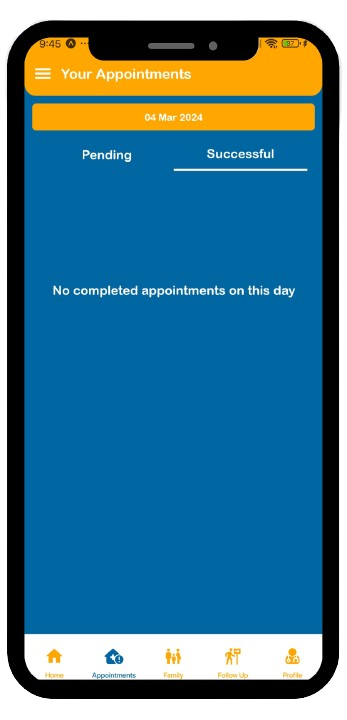 9:45
87
Your Appointments
04 Mar 2024
Pending
Successful
No completed appointments on this day
Home
Appointments
Family
Follow Up
Profile